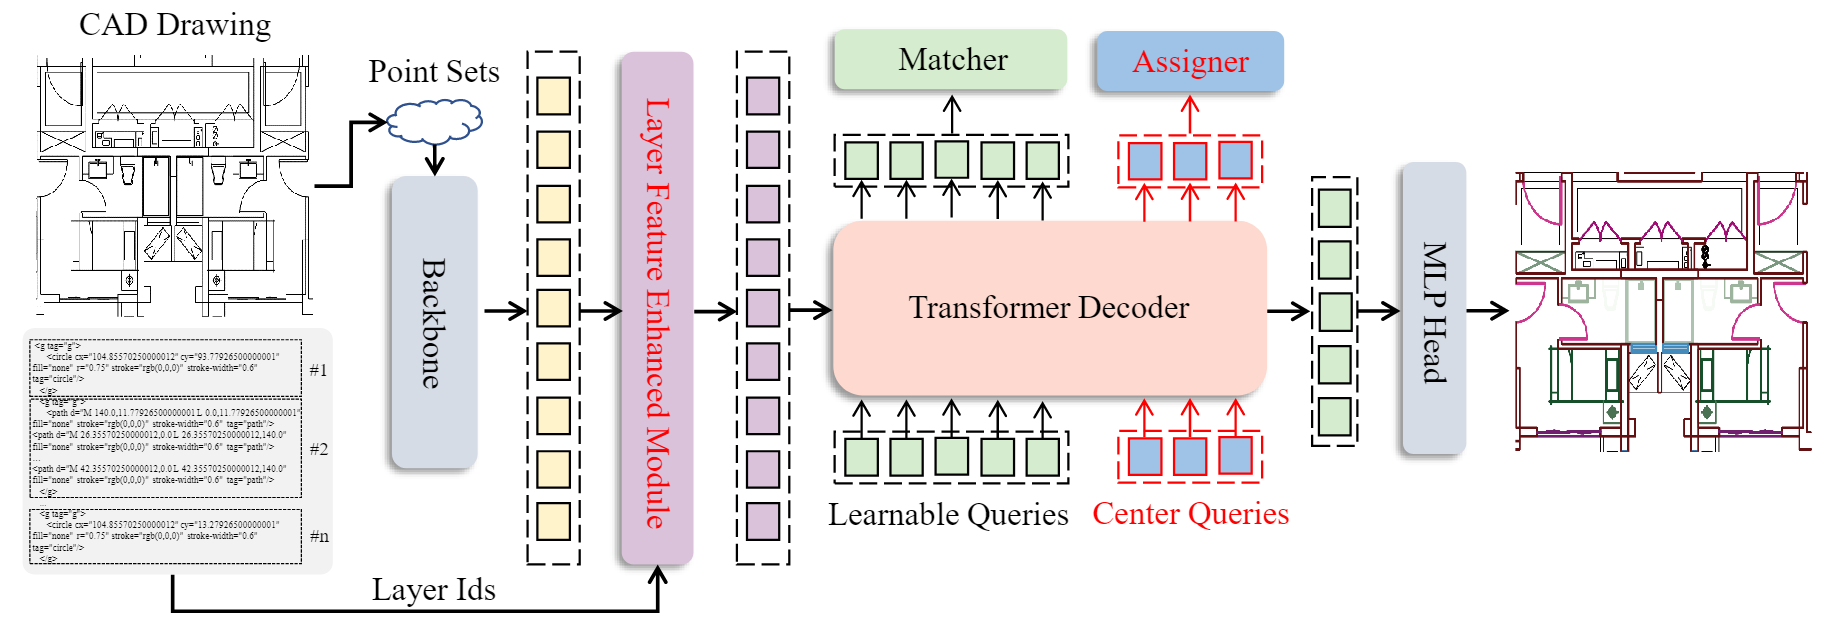 CAD Drawing
Point Sets
Backbone
<g tag="g">
<circle cx="104.85570250000012" cy="93.77926500000001"
fill="none" r="0.75" stroke="rgb(0,0,0)" stroke-width="0.6"
tag="circle"/>
</g>
#1
<g tag="g">
<path d="M 140.0,11.77926500000001 L 0.0,11.77926500000001"
fill="none" stroke="rgb(0,0,0)" stroke-width="0.6" tag="path"/>
<path d="M 26.35570250000012,0.0 L 26.35570250000012,140.0"
fill="none" stroke="rgb(0,0,0)" stroke-width="0.6" tag="path"/>
...
<path d="M 42.35570250000012,0.0 L 42.35570250000012,140.0"
fill="none" stroke="rgb(0,0,0)" stroke-width="0.6" tag="path"/>
</g>
#2
...
<g tag="g">
<circle cx="104.85570250000012" cy="13.27926500000001"
fill="none" r="0.75" stroke="rgb(0,0,0)" stroke-width="0.6"
tag="circle"/>
</g>
#n
Layer Ids
Layer Feature Enhanced Module
Matcher
Assigner
Transformer Decoder
Learnable Queries
Center Queries
MLP Head